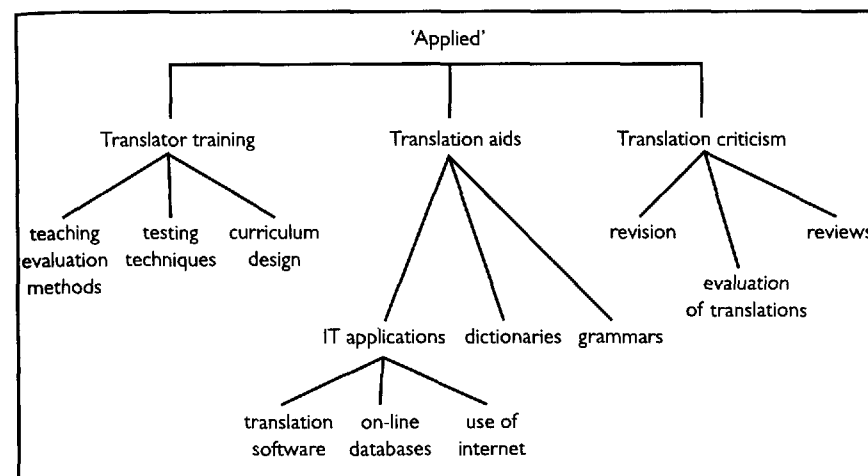 'Applied'
Translator training
Translation aids
Translation criticism
teaching
evaluation
methods
testing
techniques
curriculum
design
revision
evaluation
of translations
reviews
IT applications
dictionaries
grammars
translation
software
on-line
databases
use of
internet